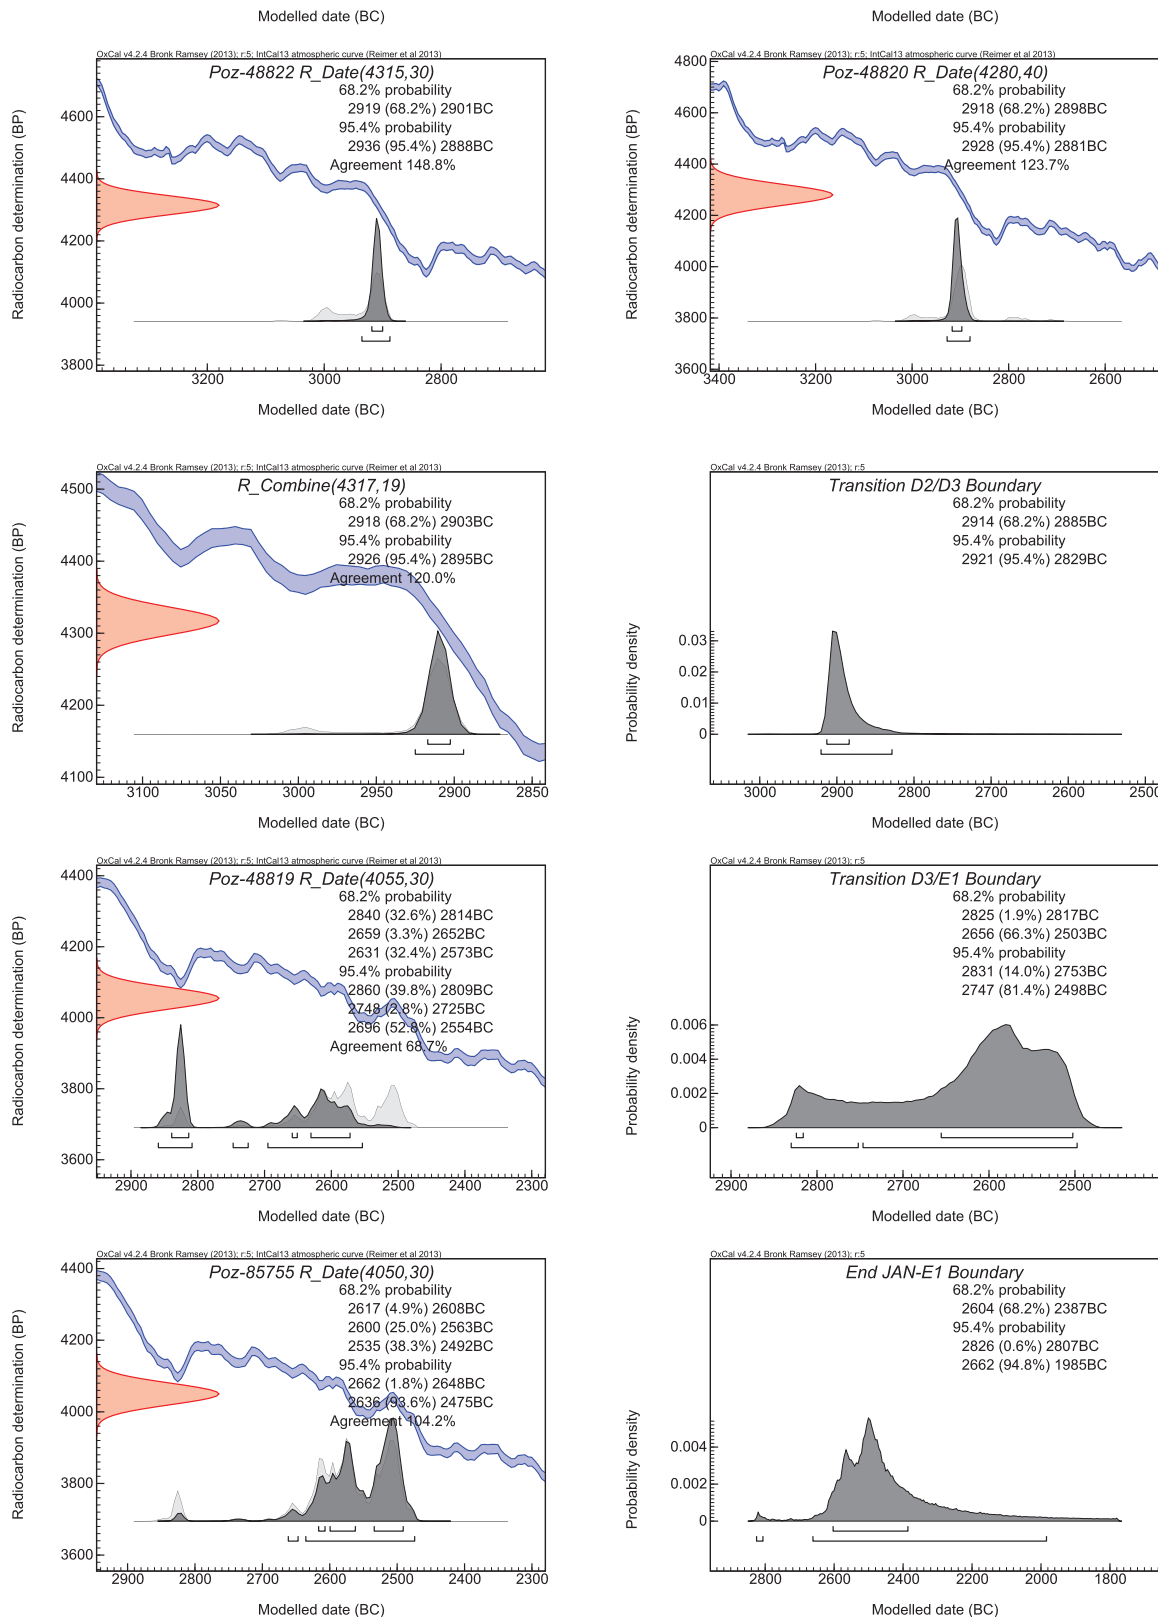 Modelled date (BC)
Modelled date (BC)
OxCal v4.2.4 Bronk Ramsey (2013); r:5; IntCal13 atmospheric curve (Reimer et al 2013)
Poz-48822 R_Date(4315,30)
68.2% probability
2919 (68.2%) 2901BC
95.4% probability
2936 (95.4%) 2888BC
Agreement 148.8%
Radiocarbon determination (BP)
4600
4400
4200
4000
3800
3200 3000 2800
Modelled date (BC)
OxCal v4.2.4 Bronk Ramsey (2013); r:5; IntCal13 atmospheric curve (Reimer et al 2013)
Poz-48820 R_Date(4280,40)
68.2% probability
2918 (68.2%) 2898BC
95.4% probability
2928 (95.4%) 2881BC
Agreement 123.7%
Radiocarbon determination (BP)
4800
4600
4400
4200
4000
3800
3600
3400 3200 3000 2800 2600
Modelled date (BC)
OxCal v4.2.4 Bronk Ramsey (2013); r:5; IntCal13 atmospheric curve (Reimer et al 2013)
R_Combine(4317,19)
68.2% probability
2918 (68.2%) 2903BC
95.4% probability
2926 (95.4%) 2895BC
Agreement 120.0%
Radiocarbon determination (BP)
4500
4400
4300
4200
4100
3100 3050 3000 2950 2900 2850
Modelled date (BC)
OxCal v4.2.4 Bronk Ramsey (2013); r:5
Transition D2/D3 Boundary
68.2% probability
2914 (68.2%) 2885BC
95.4% probability
2921 (95.4%) 2829BC
Probability density
0.03
0.02
0.01
0
3000 2900 2800 2700 2600 2500
Modelled date (BC)
OxCal v4.2.4 Bronk Ramsey (2013); r:5; IntCal13 atmospheric curve (Reimer et al 2013)
Poz-48819 R_Date(4055,30)
68.2% probability
2840 (32.6%) 2814BC
2659 (3.3%) 2652BC
2631 (32.4%) 2573BC
95.4% probability
2860 (39.8%) 2809BC
2748 (2.8%) 2725BC
2696 (52.8%) 2554BC
Agreement 68.7%
Radiocarbon determination (BP)
4400
4200
4000
3800
3600
2900 2800 2700 2600 2500 2400 2300
Modelled date (BC)
OxCal v4.2.4 Bronk Ramsey (2013); r:5
Transition D3/E1 Boundary
68.2% probability
2825 (1.9%) 2817BC
2656 (66.3%) 2503BC
95.4% probability
2831 (14.0%) 2753BC
2747 (81.4%) 2498BC
Probability density
0.006
0.004
0.002
0
2900 2800 2700 2600 2500
Modelled date (BC)
OxCal v4.2.4 Bronk Ramsey (2013); r:5; IntCal13 atmospheric curve (Reimer et al 2013)
Poz-85755 R_Date(4050,30)
68.2% probability
2617 (4.9%) 2608BC
2600 (25.0%) 2563BC
2535 (38.3%) 2492BC
95.4% probability
2662 (1.8%) 2648BC
2636 (93.6%) 2475BC
Agreement 104.2%
Radiocarbon determination (BP)
4400
4200
4000
3800
3600
2900 2800 2700 2600 2500 2400 2300
Modelled date (BC)
OxCal v4.2.4 Bronk Ramsey (2013); r:5
End JAN-E1 Boundary
68.2% probability
2604 (68.2%) 2387BC
95.4% probability
2826 (0.6%) 2807BC
2662 (94.8%) 1985BC
Probability density
0.004
0.002
0
2800 2600 2400 2200 2000 1800
Modelled date (BC)